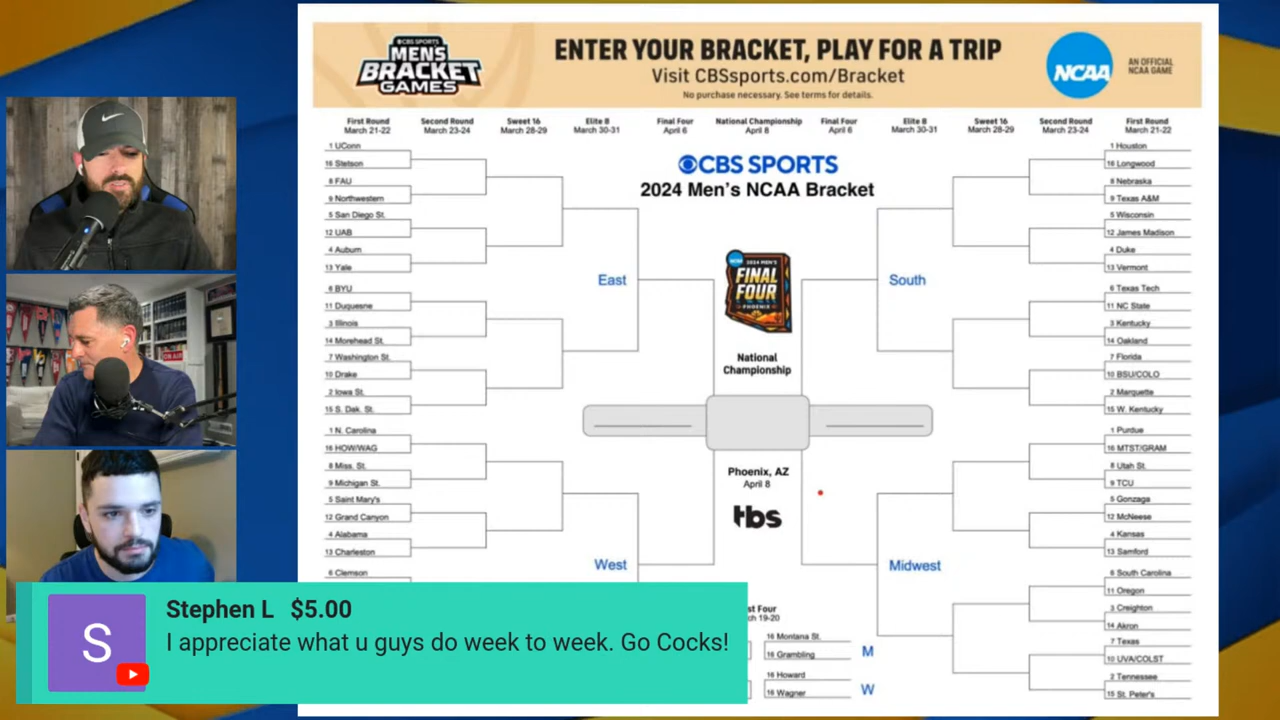 CBS SPORTS
MEN'S
BRACKET
GAMES
ENTER YOUR BRACKET, PLAY FOR A TRIP
Visit CBSsports.com/Bracket
No purchase necessary. See terms for details.
NCAA
AN OFFICIAL
NCAA GAME
First Round Second Round Sweet 16 Elite 8 Final Four National Championship Final Four Elite 8 Sweet 16 Second Round First Round
March 21-22 March 23-24 March 28-29 March 30-31 April 6 April 8 April 6 March 30-31 March 28-29 March 23-24 March 21-22
1 UConn
16 Stetson
8 FAU
9 Northwestern
5 San Diego St.
12 UAB
4 Auburn
13 Yale
6 BYU
11 Duquesne
3 Illinois
14 Morehead St.
7 Washington St.
10 Drake
2 Iowa St.
15 S. Dak. St.
East
1 N. Carolina
16 HOW/WAG
8 Miss. St.
9 Michigan St.
5 Saint Mary's
12 Grand Canyon
4 Alabama
13 Charleston
6 Clemson
West
CBS SPORTS
2024 Men's NCAA Bracket
NCAA
2024 MEN'S
FINAL
FOUR
PHOENIX
National
Championship
Phoenix, AZ
April 8
tbs
1 Houston
16 Longwood
8 Nebraska
9 Texas A&M
5 Wisconsin
12 James Madison
4 Duke
13 Vermont
6 Texas Tech
11 NC State
3 Kentucky
14 Oakland
7 Florida
10 BSU/COLO
2 Marquette
15 W. Kentucky
South
1 Purdue
16 MTST/GRAM
8 Utah St.
9 TCU
5 Gonzaga
12 McNeese
4 Kansas
13 Samford
6 South Carolina
11 Oregon
3 Creighton
14 Akron
7 Texas
10 UVA/COLST
2 Tennessee
15 St. Peter's
Midwest
st Four
ch 19-20
16 Montana St.
16 Grambling
M
16 Howard
16 Wagner
W
S
Stephen L $5.00
I appreciate what u guys do week to week. Go Cocks!